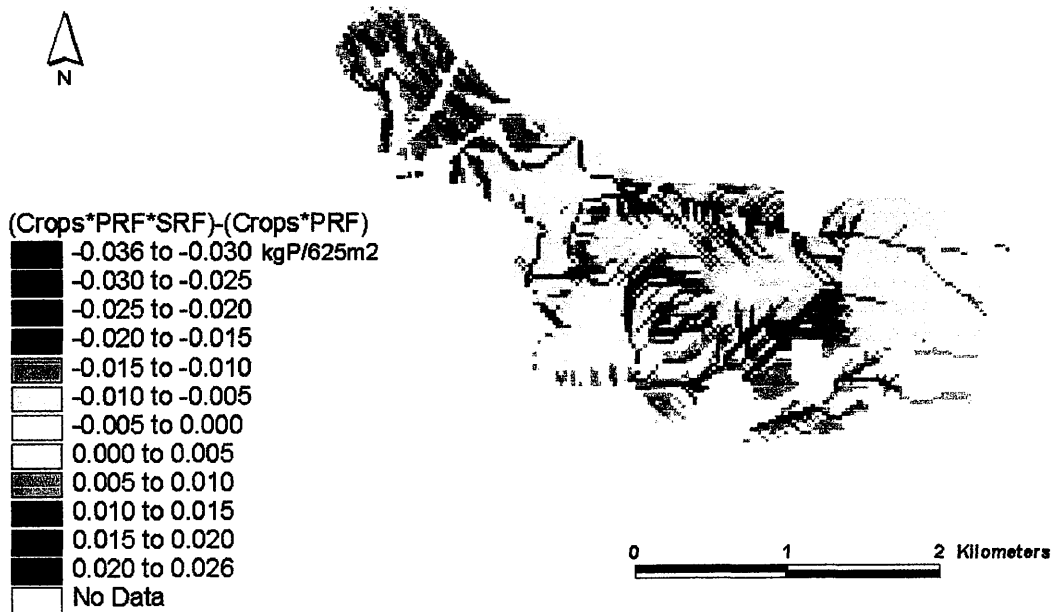 N
(Crops*PRF*SRF)-(Crops*PRF)
-0.036 to -0.030 kgP/625m2
-0.030 to -0.025
-0.025 to -0.020
-0.020 to -0.015
-0.015 to -0.010
-0.010 to -0.005
-0.005 to 0.000
0.000 to 0.005
0.005 to 0.010
0.010 to 0.015
0.015 to 0.020
0.020 to 0.026
No Data
0 1 2 Kilometers